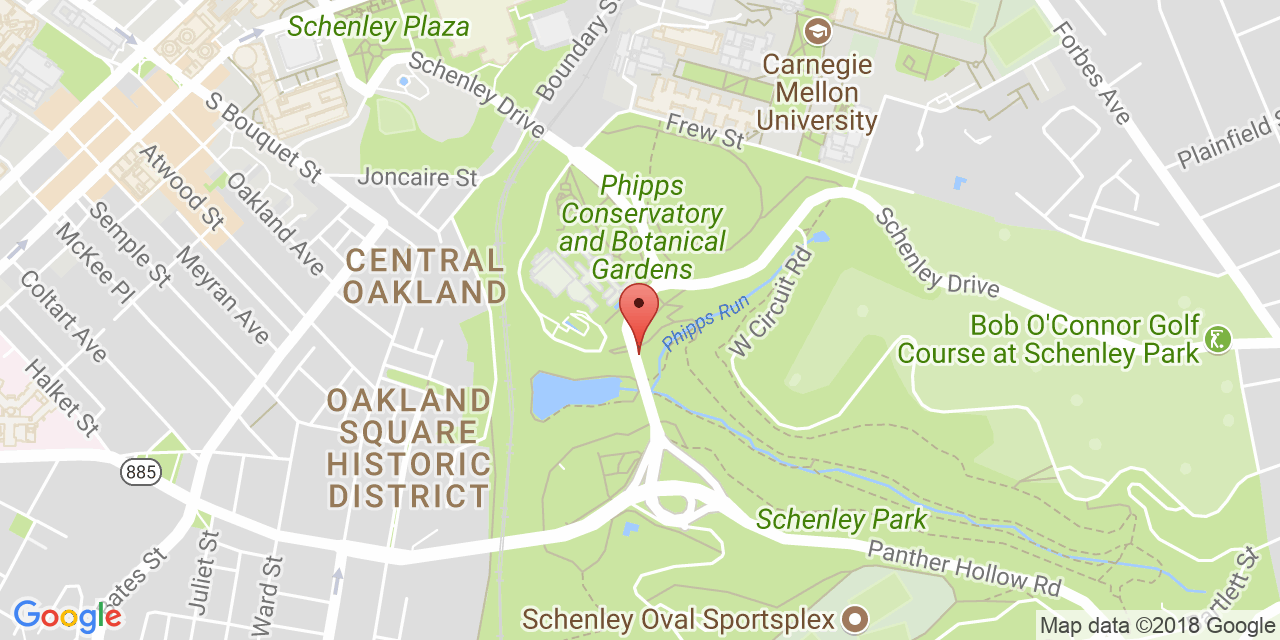 Schenley Plaza
Schenley Drive
Boundary St
Carnegie
Mellon
University
Forbes Ave
Plainfield
S Bouquet St
Frew St
Atwood St
Joncaire St
Oakland Ave
Phipps
Conservatory
and Botanical
Gardens
Semple St
McKee Pl
Meyran Ave
Coltart Ave
CENTRAL
OAKLAND
Schenley Drive
W Circuit Rd
Phipps Run
Bob O'Connor Golf
Course at Schenley Park
Halket St
OAKLAND
SQUARE
HISTORIC
DISTRICT
885
Schenley Park
Panther Hollow Rd
Bates St
Juliet St
Ward St
Bartlett St
Schenley Oval Sportsplex
Google
Map data ©2018 Google